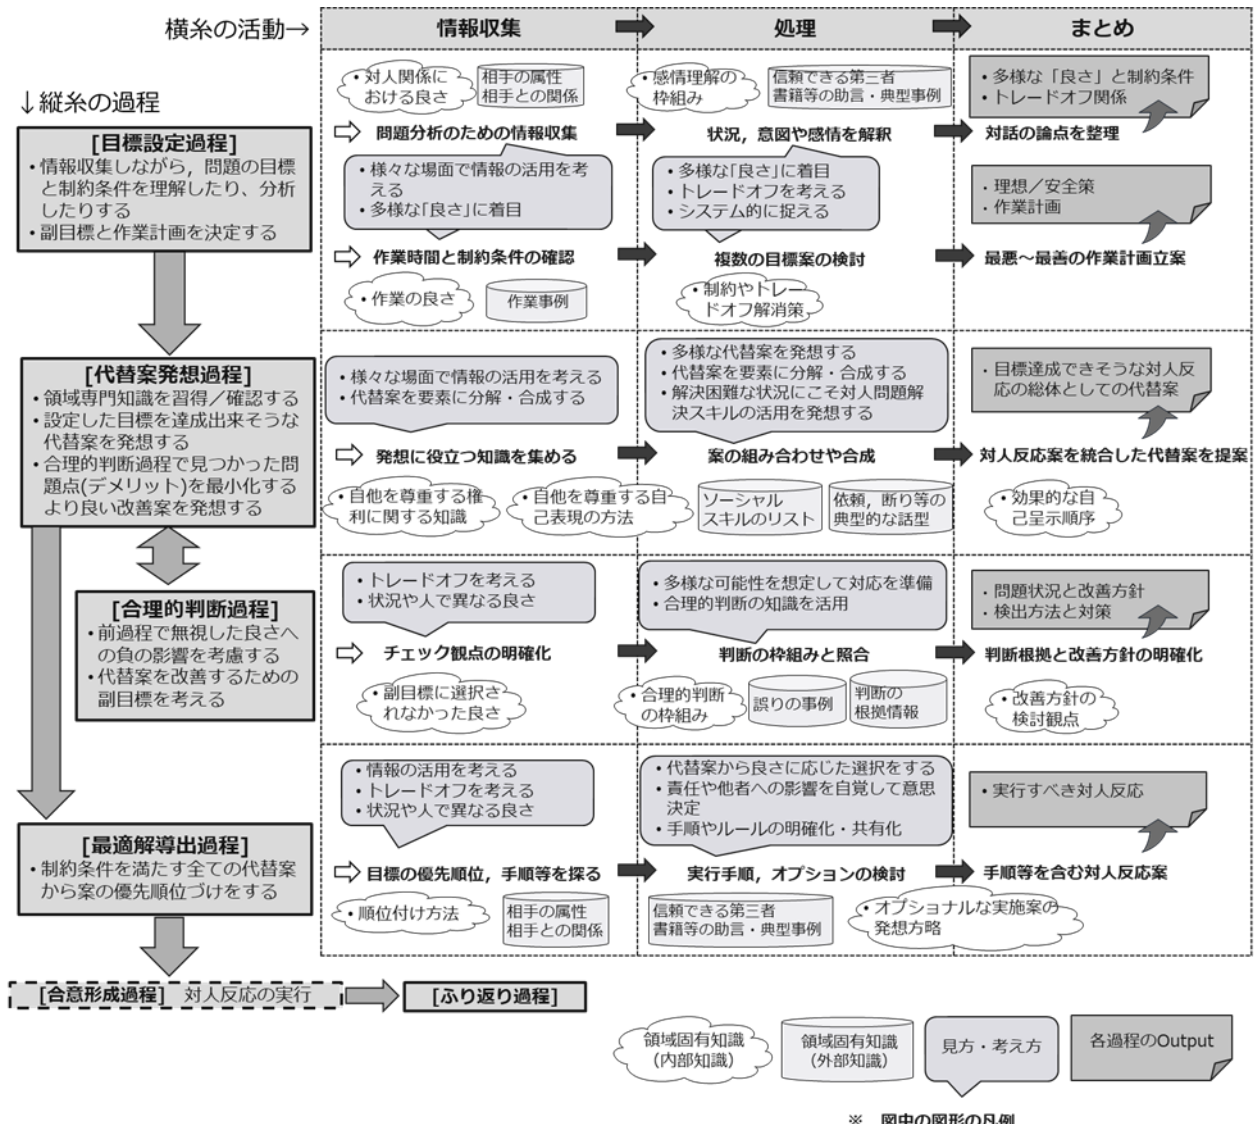 横糸の活動→
情報収集
処理
まとめ
↓縦糸の過程
[目標設定過程]
・情報収集しながら，問題の目標
と制約条件を理解したり、分析
したりする
・副目標と作業計画を決定する
・対人関係に
おける良さ
相手の属性
相手との関係
・感情理解の
枠組み
信頼できる第三者
書籍等の助言・典型事例
・多様な「良さ」と制約条件
・トレードオフ関係
問題分析のための情報収集
状況，意図や感情を解釈
対話の論点を整理
・様々な場面で情報の活用を考
える
・多様な｢良さ｣に着目
・多様な｢良さ｣に着目
・トレードオフを考える
・システム的に捉える
・理想／安全策
・作業計画
作業時間と制約条件の確認
複数の目標案の検討
最悪～最善の作業計画立案
・作業の良さ
作業事例
・制約やトレー
ドオフ解消策
[代替案発想過程]
・領域専門知識を習得／確認する
・設定した目標を達成出来そうな
代替案を発想する
・合理的判断過程で見つかった問
題点(デメリット)を最小化する
より良い改善案を発想する
・様々な場面で情報の活用を考える
・代替案を要素に分解・合成する
・多様な代替案を発想する
・代替案を要素に分解・合成する
・解決困難な状況にこそ対人問題解
決スキルの活用を発想する
・目標達成できそうな対人反
応の総体としての代替案
発想に役立つ知識を集める
案の組み合わせや合成
対人反応案を統合した代替案を提案
・自他を尊重する権
利に関する知識
・自他を尊重する自
己表現の方法
ソーシャル
スキルのリスト
依頼，断り等の
典型的な話型
・効果的な自
己呈示順序
[合理的判断過程]
・前過程で無視した良さへ
の負の影響を考慮する
・代替案を改善するための
副目標を考える
・トレードオフを考える
・状況や人で異なる良さ
・多様な可能性を想定して対応を準備
・合理的判断の知識を活用
・問題状況と改善方針
・検出方法と対策
チェック観点の明確化
判断の枠組みと照合
判断根拠と改善方針の明確化
・副目標に選択さ
れなかった良さ
・合理的判断
の枠組み
誤りの事例
判断の
根拠情報
・改善方針の
検討観点
[最適解導出過程]
・制約条件を満たす全ての代替案
から案の優先順位づけをする
・情報の活用を考える
・トレードオフを考える
・状況や人で異なる良さ
・代替案から良さに応じた選択をする
・責任や他者への影響を自覚して意思
決定
・手順やルールの明確化・共有化
・実行すべき対人反応
目標の優先順位，手順等を探る
実行手順，オプションの検討
手順等を含む対人反応案
・順位付け方法
相手の属性
相手との関係
信頼できる第三者
書籍等の助言・典型事例
・オプショナルな実施案の
発想方略
[合意形成過程] 対人反応の実行
[ふり返り過程]
領域固有知識
（内部知識）
領域固有知識
（外部知識）
見方・考え方
各過程のOutput
※ 図中の図形の凡例